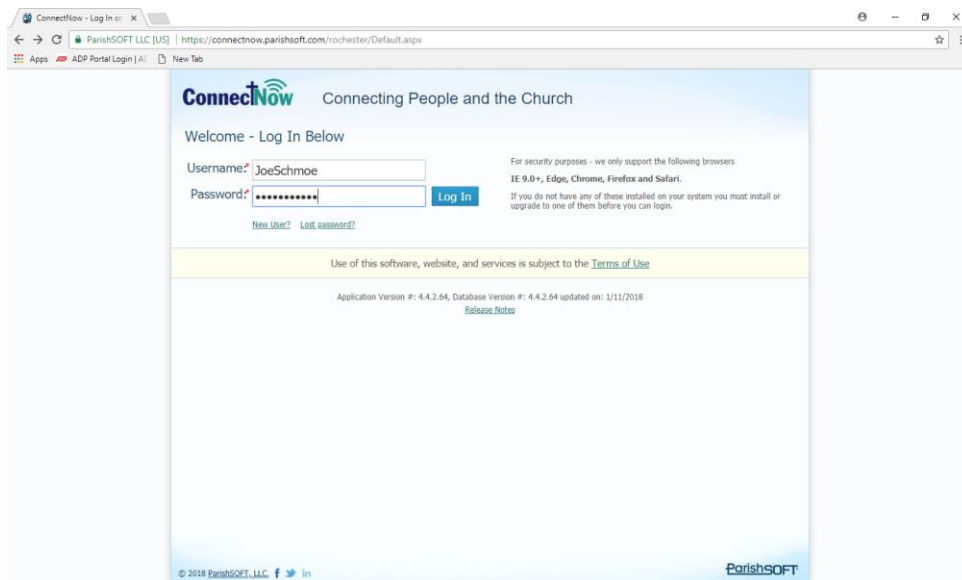 ConnectNow - Log In or
ParishSOFT LLC [US] | https://connectnow.parishsoft.com/rochester/Default.aspx
Apps ADP Portal Login | New Tab
ConnectNow Connecting People and the Church
Welcome - Log In Below
Username:* JoeSchmoe
Password:* ••••••••••• Log In
New User? Lost password?
For security purposes - we only support the following browsers
IE 9.0+, Edge, Chrome, Firefox and Safari.
If you do not have any of these installed on your system you must install or
upgrade to one of them before you can login.
Use of this software, website, and services is subject to the Terms of Use
Application Version #: 4.4.2.64, Database Version #: 4.4.2.64 updated on: 1/11/2018
Release Notes
© 2018 ParishSOFT, LLC. f in
ParishSOFT